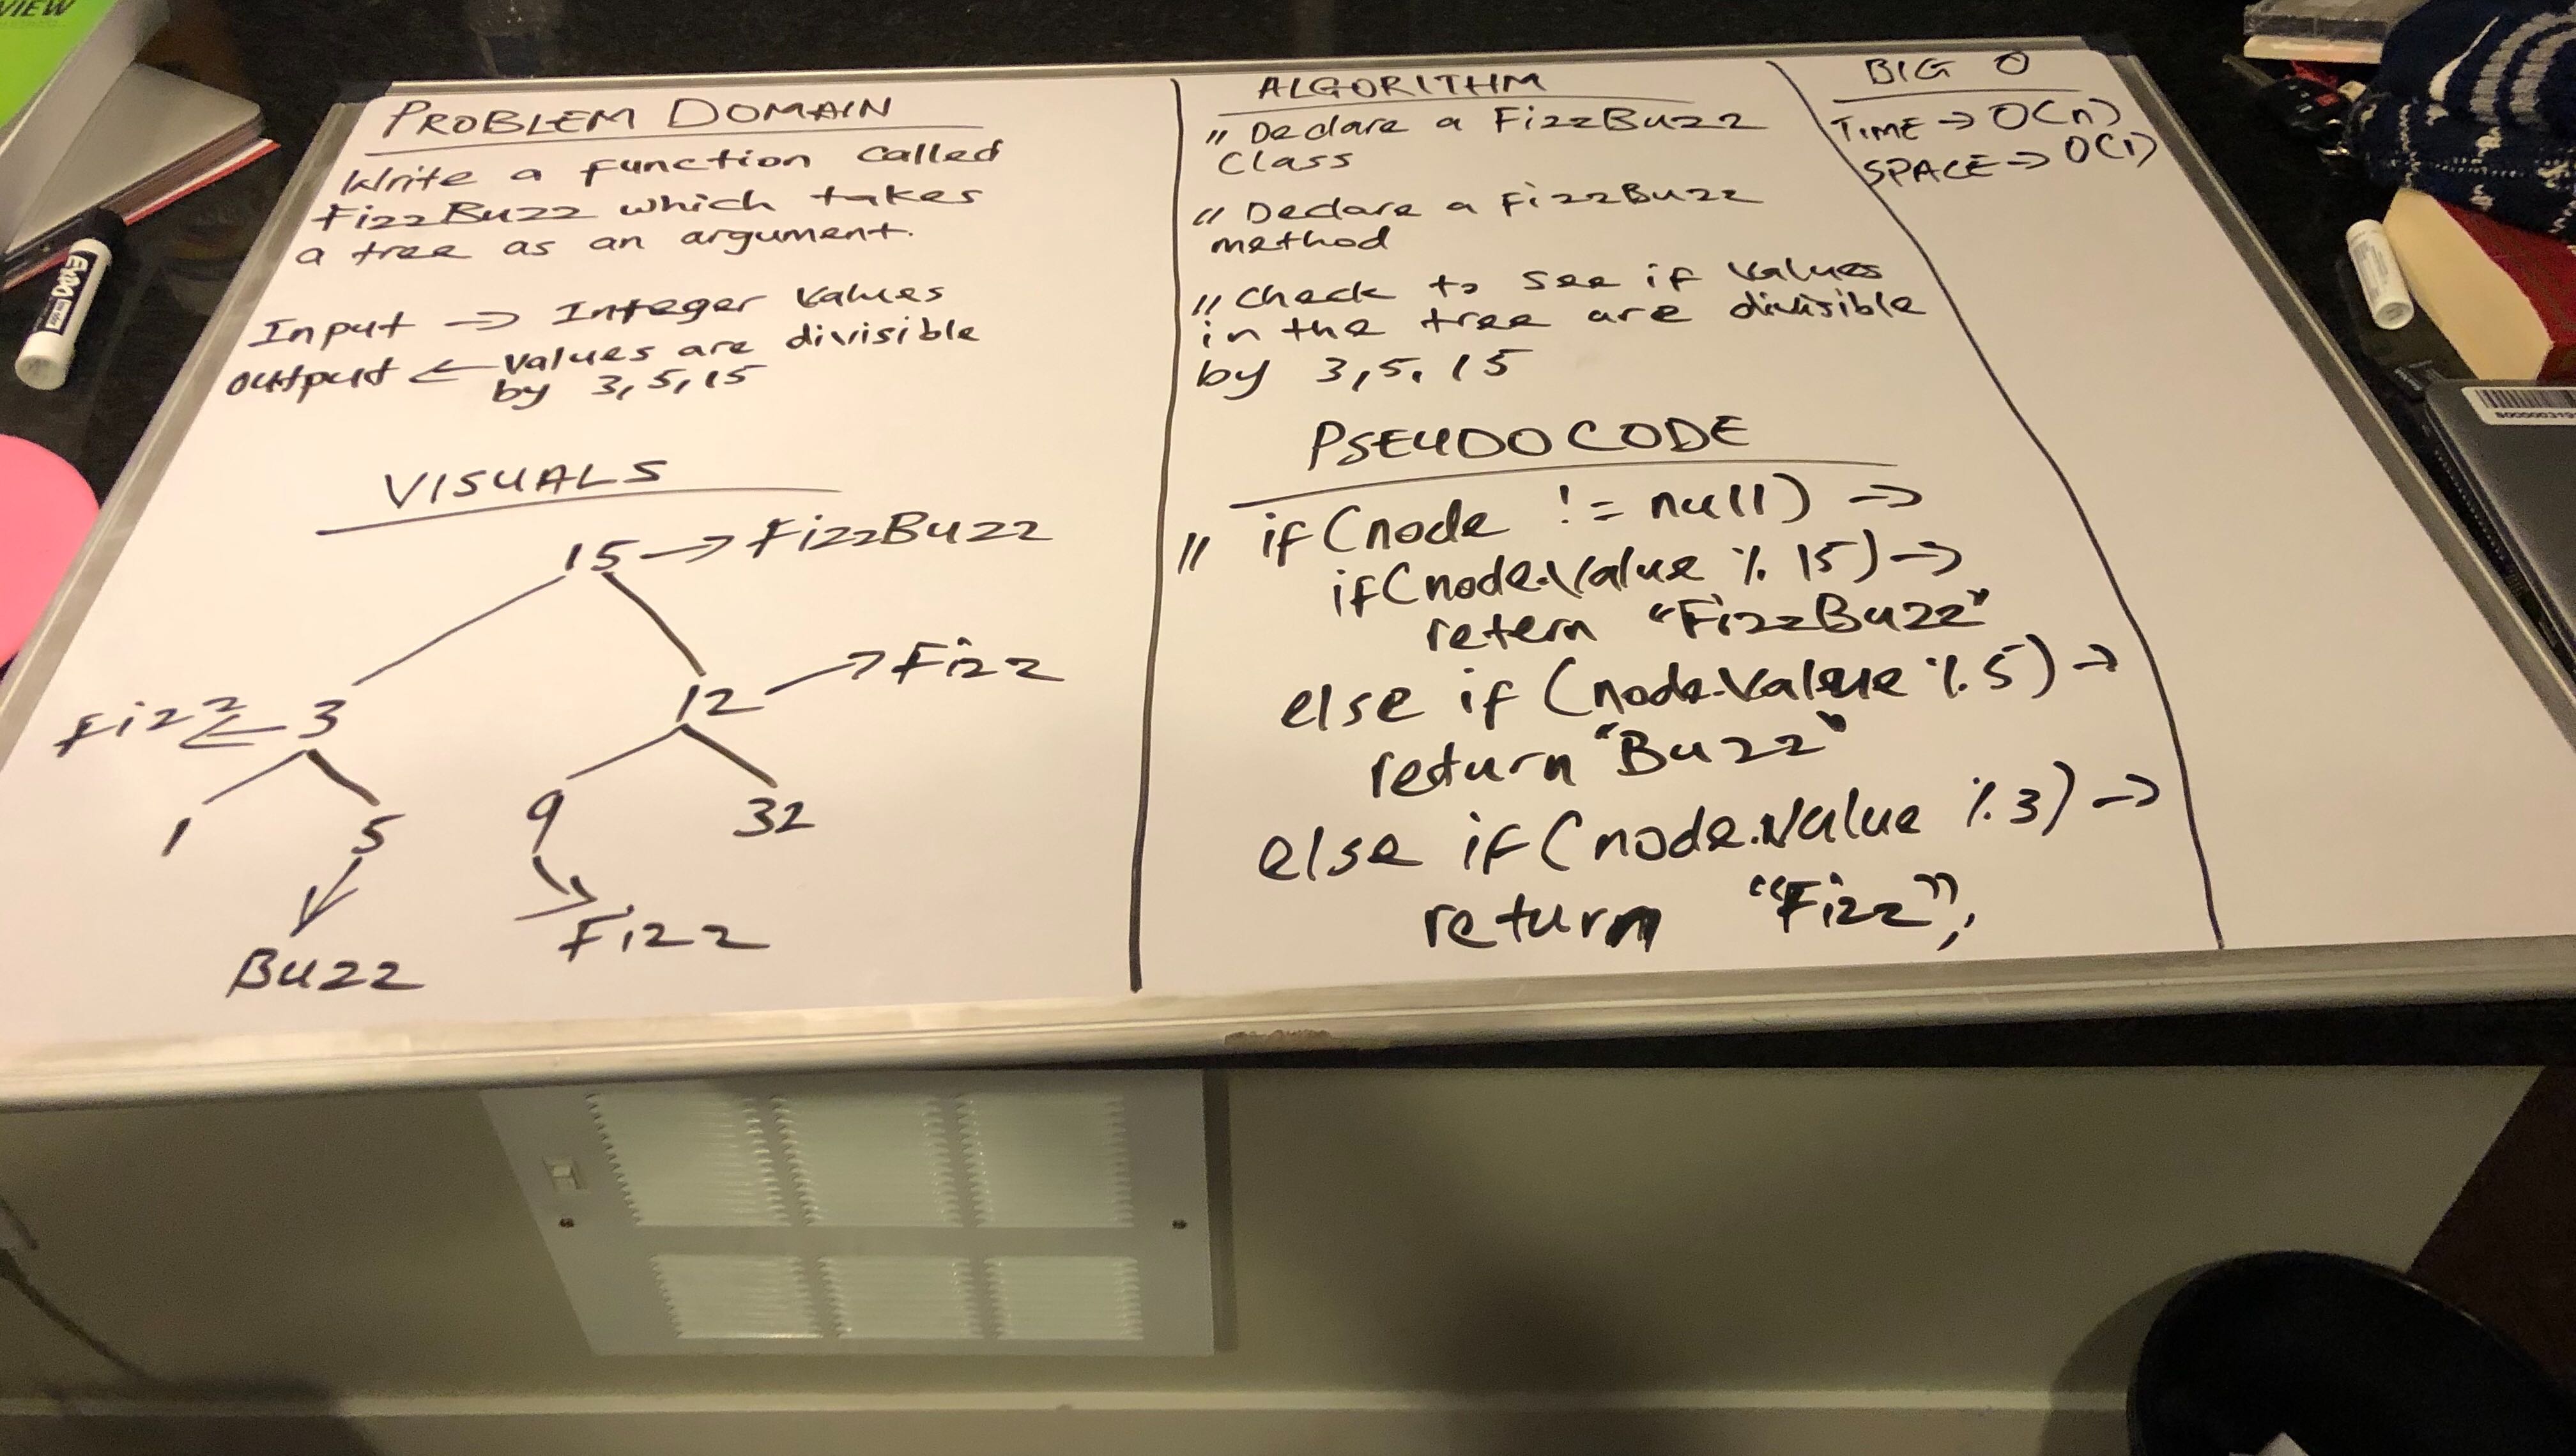 VIEW
EXPO
PROBLEM DOMAIN
Write a function called
FizzBuzz which takes
a tree as an argument.
Input → Integer values
output ← values are divisible
by 3, 5, 15
VISUALS
15 → FizzBuzz
Fizz ← 3
12 → Fizz
1
5
9
32
Buzz
Fizz
ALGORITHM
// Declare a FizzBuzz
Class
// Declare a FizzBuzz
method
// Check to see if values
in the tree are divisible
by 3, 5, 15
PSEUDOCODE
// if (node != null) →
if (node.value % 15) →
retern "FizzBuzz"
else if (node.value % 5) →
return "Buzz"
else if (node.value % 3) →
return "Fizz";
BIG O
TIME → O(n)
SPACE → O(1)